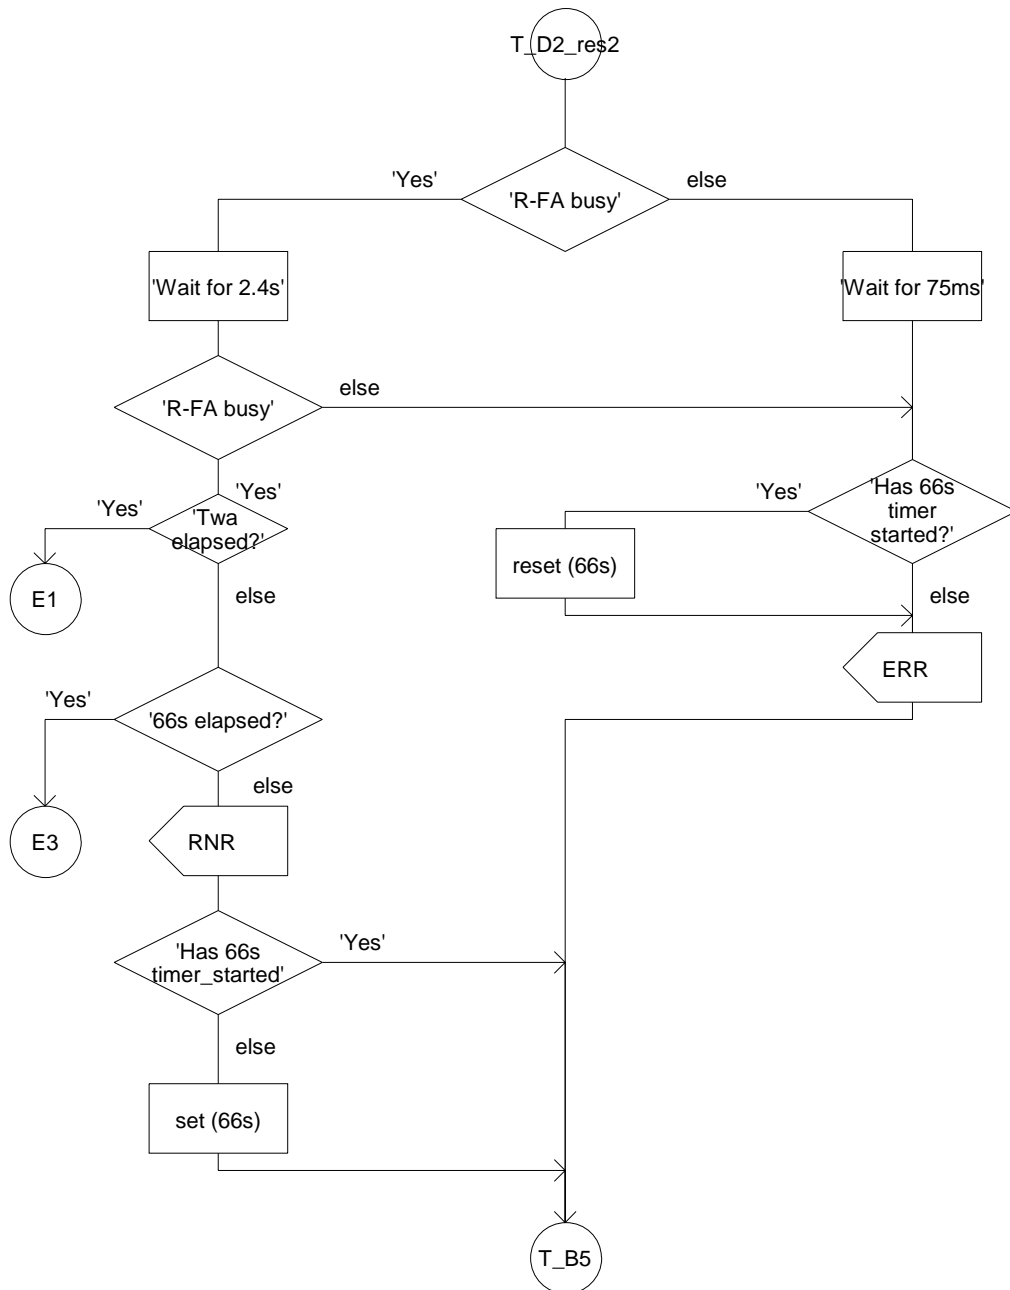 T_D2_res2
'Yes'
'R-FA busy'
else
'Wait for 2.4s'
'Wait for 75ms'
'R-FA busy'
else
'Yes'
'Yes'
'Twa
elapsed?'
E1
else
'Yes'
'Has 66s
timer
started?'
reset (66s)
else
ERR
'Yes'
'66s elapsed?'
else
E3
RNR
'Has 66s
timer_started'
'Yes'
else
set (66s)
T_B5